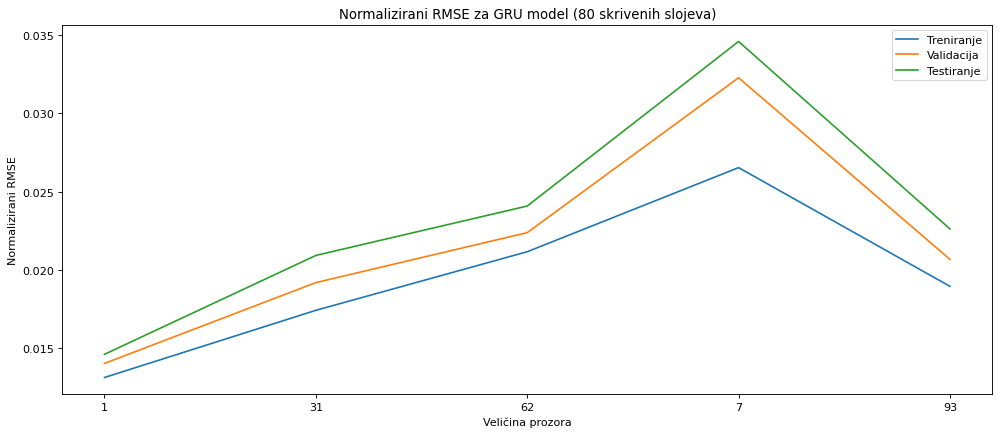 Normalizirani RMSE za GRU model (80 skrivenih slojeva)
Treniranje
Validacija
Testiranje
Normalizirani RMSE
0.035
0.030
0.025
0.020
0.015
1 31 62 7 93
Veličina prozora